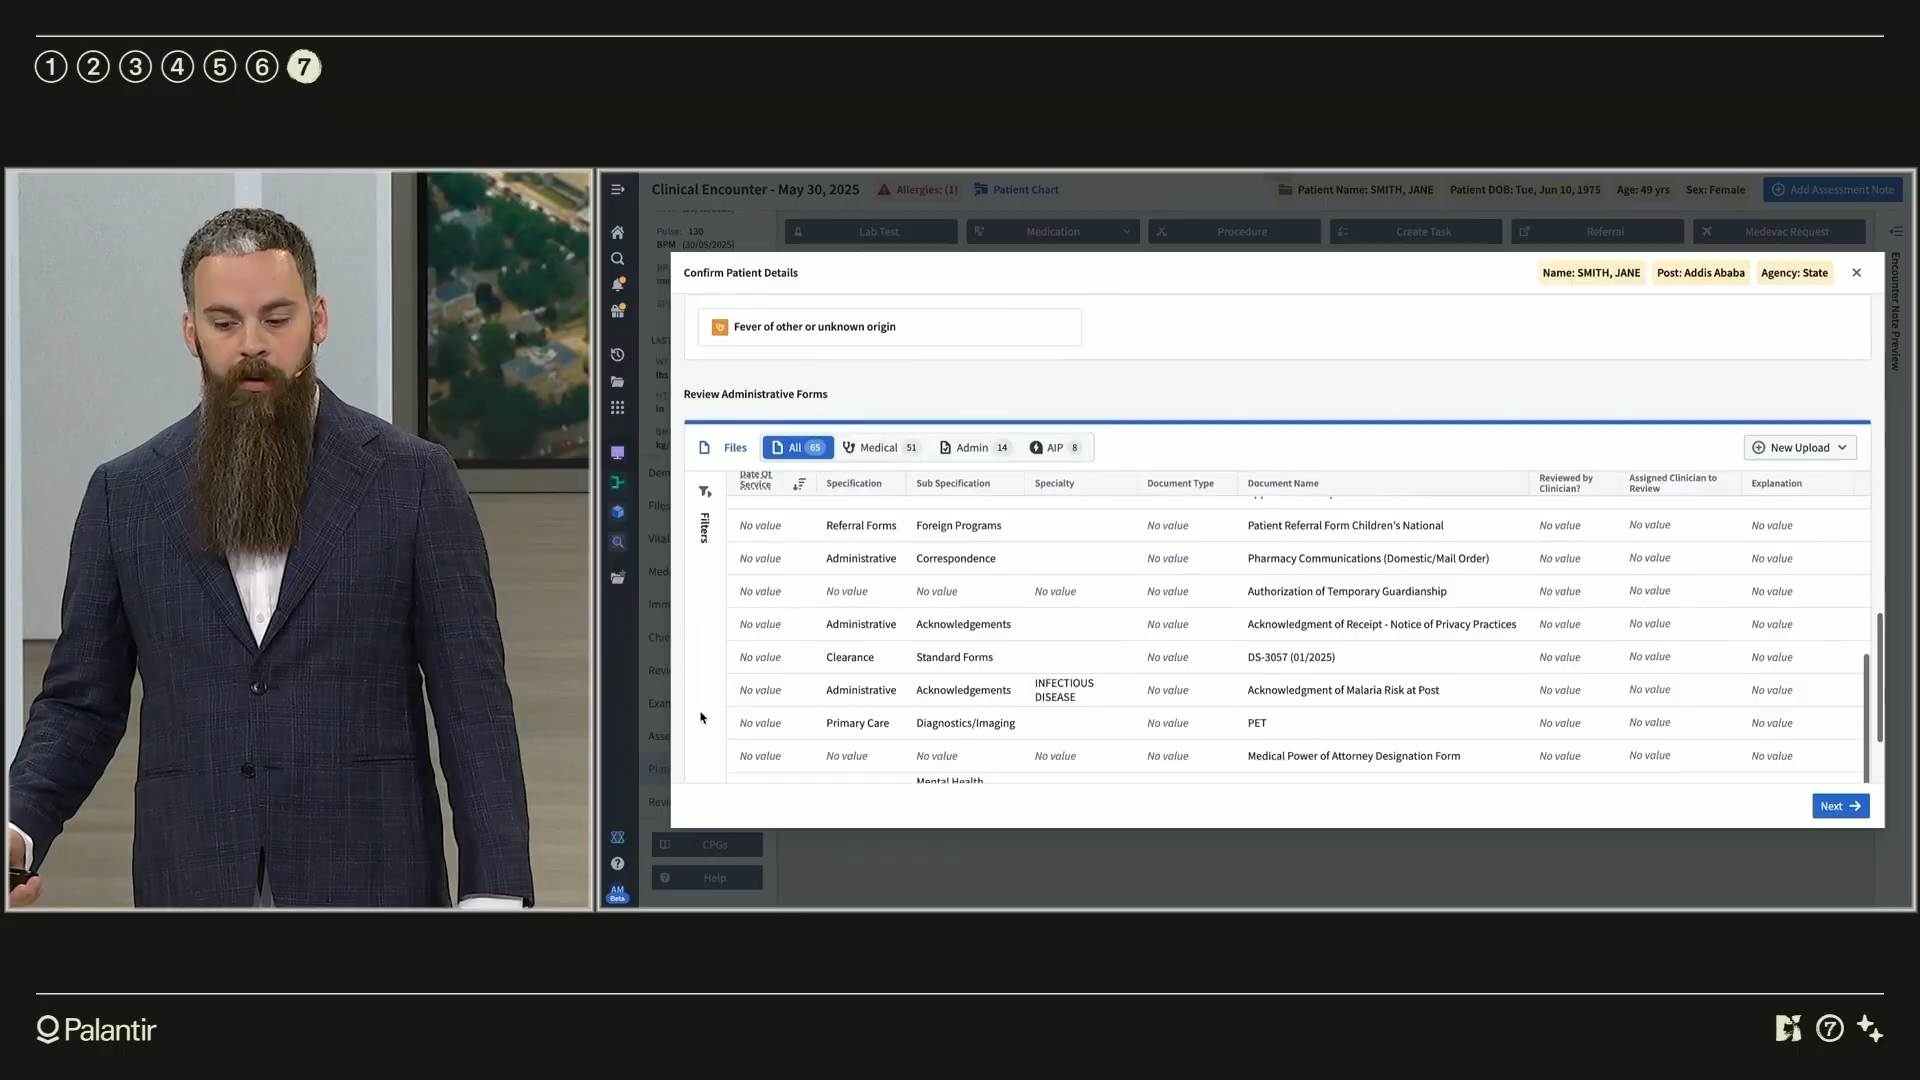 1 2 3 4 5 6 7
Clinical Encounter - May 30, 2025 Allergies: (1) Patient Chart Patient Name: SMITH, JANE Patient DOB: Tue, Jun 10, 1975 Age: 49 yrs Sex: Female Add Assessment Note
Pulse: 130
BPM (30/05/2025)
Lab Test Medication Procedure Create Task Referral Medevac Request
Encounter Note Preview
Confirm Patient Details Name: SMITH, JANE Post: Addis Ababa Agency: State
Fever of other or unknown origin
Review Administrative Forms
Files All 65 Medical 51 Admin 14 AIP 8 New Upload
Filters
Date Of Service Specification Sub Specification Specialty Document Type Document Name Reviewed by Clinician? Assigned Clinician to Review Explanation
No value Referral Forms Foreign Programs No value Patient Referral Form Children's National No value No value No value
No value Administrative Correspondence No value Pharmacy Communications (Domestic/Mail Order) No value No value No value
No value No value No value No value No value Authorization of Temporary Guardianship No value No value No value
No value Administrative Acknowledgements No value Acknowledgment of Receipt - Notice of Privacy Practices No value No value No value
No value Clearance Standard Forms No value DS-3057 (01/2025) No value No value No value
No value Administrative Acknowledgements INFECTIOUS DISEASE No value Acknowledgment of Malaria Risk at Post No value No value No value
No value Primary Care Diagnostics/Imaging No value PET No value No value No value
No value No value No value No value No value Medical Power of Attorney Designation Form No value No value No value
Mental Health
Next
CPGs
Help
AM
Beta
Palantir
7